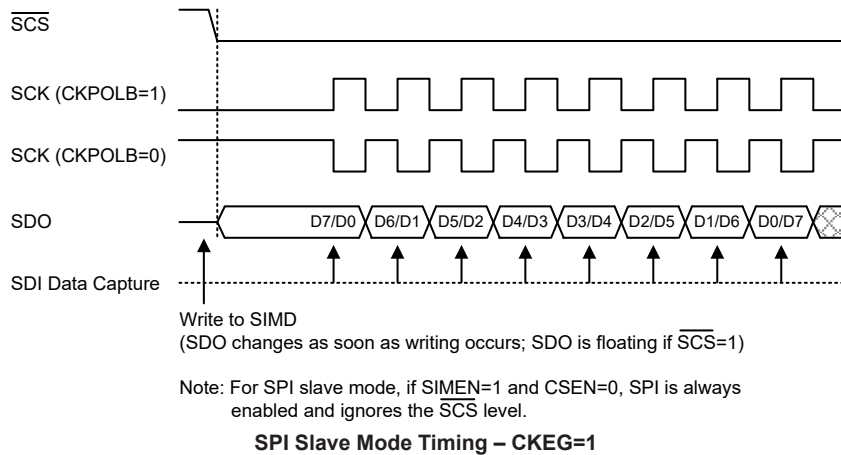 SCS
SCK (CKPOLB=1)
SCK (CKPOLB=0)
SDO D7/D0 D6/D1 D5/D2 D4/D3 D3/D4 D2/D5 D1/D6 D0/D7
SDI Data Capture
Write to SIMD
(SDO changes as soon as writing occurs; SDO is floating if S̅C̅S̅=1)
Note: For SPI slave mode, if SIMEN=1 and CSEN=0, SPI is always
enabled and ignores the S̅C̅S̅ level.
SPI Slave Mode Timing – CKEG=1